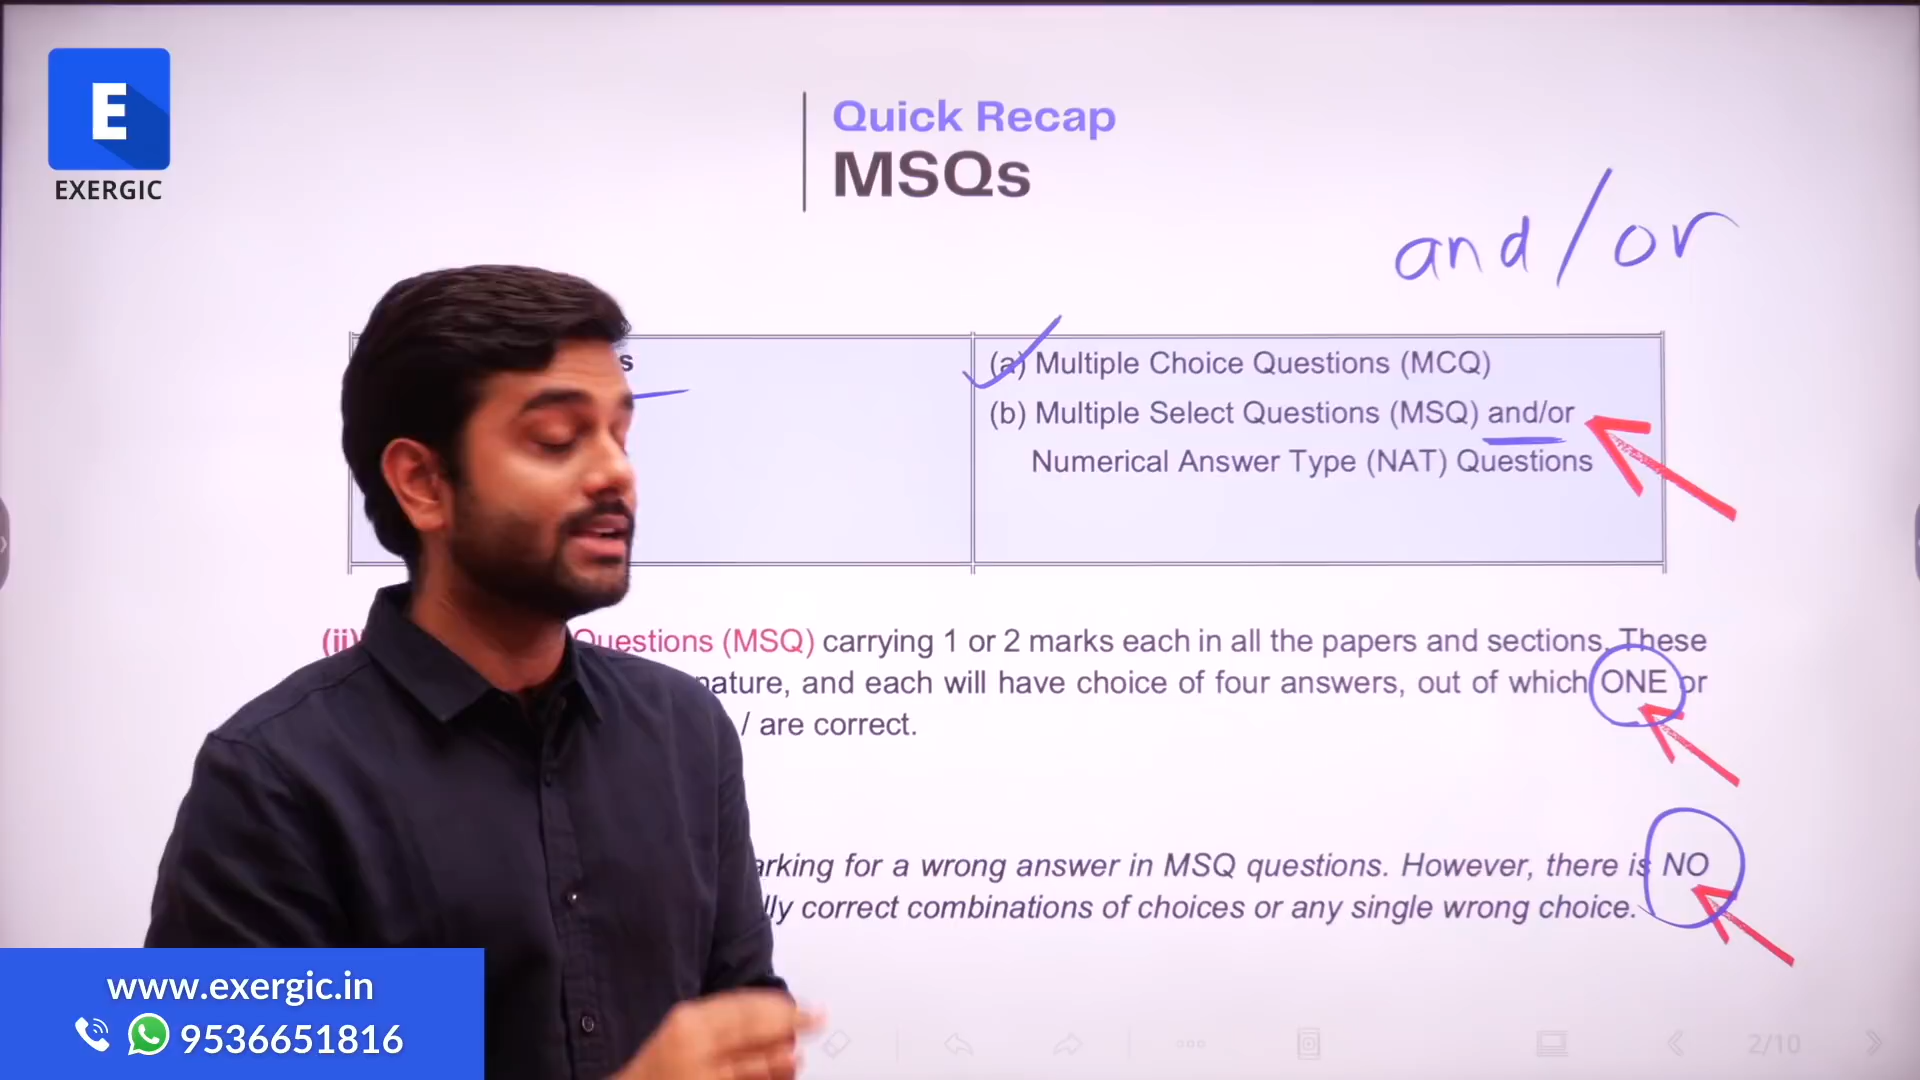 E
EXERGIC
Quick Recap
MSQs
and/or
(a) Multiple Choice Questions (MCQ)
(b) Multiple Select Questions (MSQ) and/or
Numerical Answer Type (NAT) Questions
(ii) Questions (MSQ) carrying 1 or 2 marks each in all the papers and sections. These
nature, and each will have choice of four answers, out of which ONE or
/ are correct.
for a wrong answer in MSQ questions. However, there is NO
correct combinations of choices or any single wrong choice.
www.exergic.in
9536651816
2/10